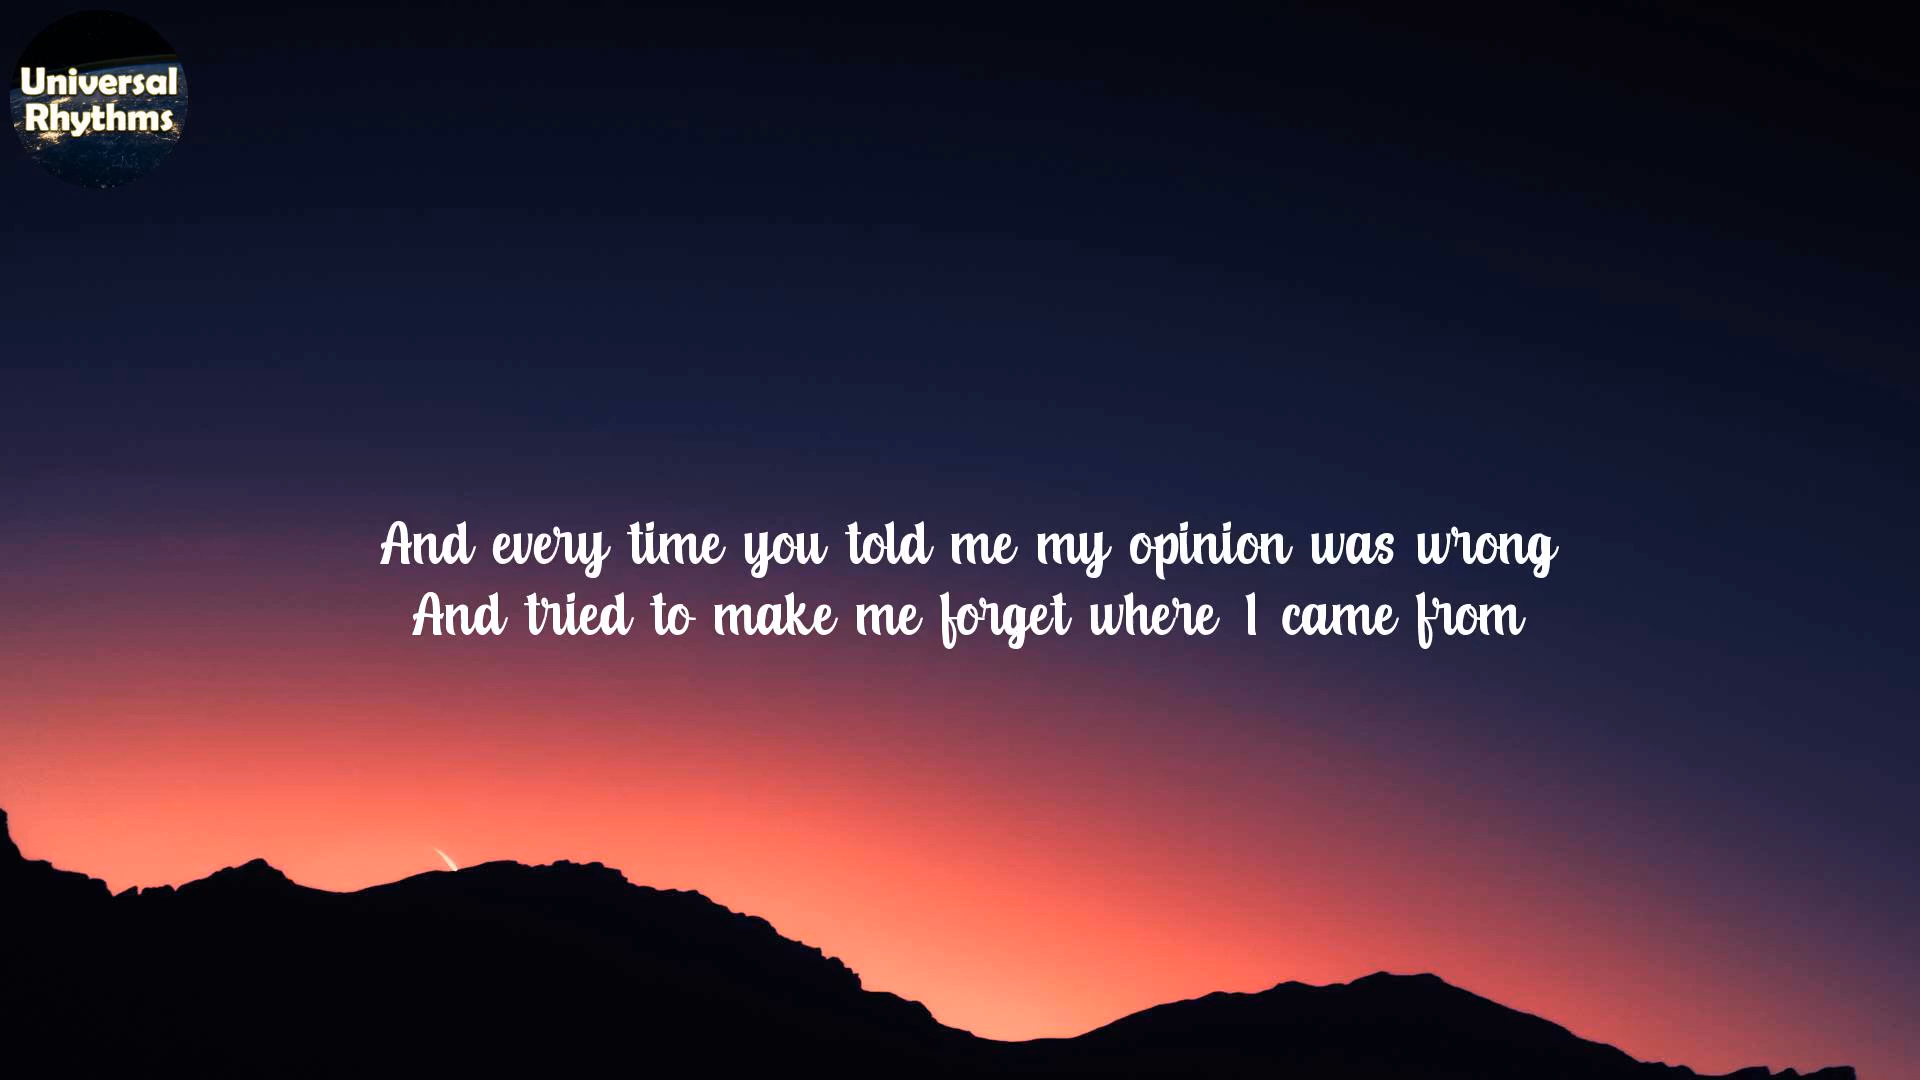 Universal
Rhythms
And every time you told me my opinion was wrong
And tried to make me forget where I came from